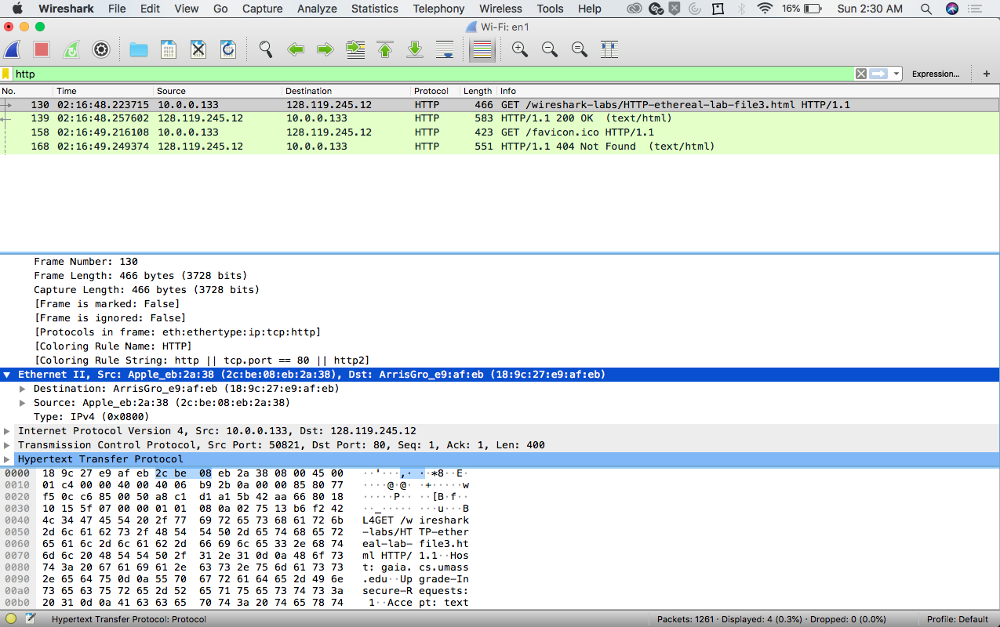 Wireshark File Edit View Go Capture Analyze Statistics Telephony Wireless Tools Help 16% Sun 2:30 AM
Wi-Fi: en1
http Expression... +
No. Time Source Destination Protocol Length Info
130 02:16:48.223715 10.0.0.133 128.119.245.12 HTTP 466 GET /wireshark-labs/HTTP-ethereal-lab-file3.html HTTP/1.1
139 02:16:48.257602 128.119.245.12 10.0.0.133 HTTP 583 HTTP/1.1 200 OK (text/html)
158 02:16:49.216108 10.0.0.133 128.119.245.12 HTTP 423 GET /favicon.ico HTTP/1.1
168 02:16:49.249374 128.119.245.12 10.0.0.133 HTTP 551 HTTP/1.1 404 Not Found (text/html)
Frame Number: 130
Frame Length: 466 bytes (3728 bits)
Capture Length: 466 bytes (3728 bits)
[Frame is marked: False]
[Frame is ignored: False]
[Protocols in frame: eth:ethertype:ip:tcp:http]
[Coloring Rule Name: HTTP]
[Coloring Rule String: http || tcp.port == 80 || http2]
Ethernet II, Src: Apple_eb:2a:38 (2c:be:08:eb:2a:38), Dst: ArrisGro_e9:af:eb (18:9c:27:e9:af:eb)
Destination: ArrisGro_e9:af:eb (18:9c:27:e9:af:eb)
Source: Apple_eb:2a:38 (2c:be:08:eb:2a:38)
Type: IPv4 (0x0800)
Internet Protocol Version 4, Src: 10.0.0.133, Dst: 128.119.245.12
Transmission Control Protocol, Src Port: 50821, Dst Port: 80, Seq: 1, Ack: 1, Len: 400
Hypertext Transfer Protocol
0000 18 9c 27 e9 af eb 2c be 08 eb 2a 38 08 00 45 00 ··'···,· ·*8··E·
0010 01 c4 00 00 40 00 40 06 b9 2b 0a 00 00 85 80 77 ····@·@· ·+·····w
0020 f5 0c c6 85 00 50 a8 c1 d1 a1 5b 42 aa 66 80 18 ·····P·· ··[B·f··
0030 10 15 5f 07 00 00 01 01 08 0a 02 75 13 b6 f2 42 ··_····· ···u···B
0040 4c 34 47 45 54 20 2f 77 69 72 65 73 68 61 72 6b L4GET /w ireshark
0050 2d 6c 61 62 73 2f 48 54 54 50 2d 65 74 68 65 72 -labs/HT TP-ether
0060 65 61 6c 2d 6c 61 62 2d 66 69 6c 65 33 2e 68 74 eal-lab- file3.ht
0070 6d 6c 20 48 54 54 50 2f 31 2e 31 0d 0a 48 6f 73 ml HTTP/ 1.1··Hos
0080 74 3a 20 67 61 69 61 2e 63 73 2e 75 6d 61 73 73 t: gaia. cs.umass
0090 2e 65 64 75 0d 0a 55 70 67 72 61 64 65 2d 49 6e .edu··Up grade-In
00a0 73 65 63 75 72 65 2d 52 65 71 75 65 73 74 73 3a secure-R equests:
00b0 20 31 0d 0a 41 63 63 65 70 74 3a 20 74 65 78 74  1··Acce pt: text
Hypertext Transfer Protocol: Protocol Packets: 1261 · Displayed: 4 (0.3%) · Dropped: 0 (0.0%) Profile: Default